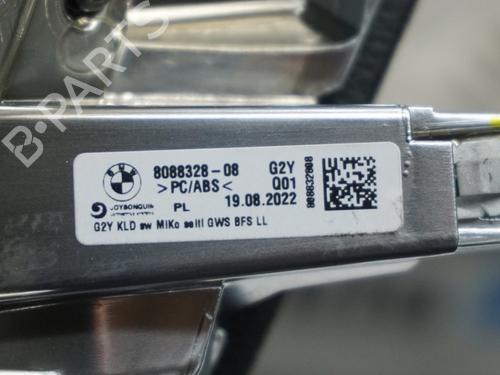 B-PARTS
8088328-08 G2Y
>PC/ABS< Q01
PL 19.08.2022
JOYSONQUIN
G2Y KLD sw MiKo seitl GWS BFS LL
808832808